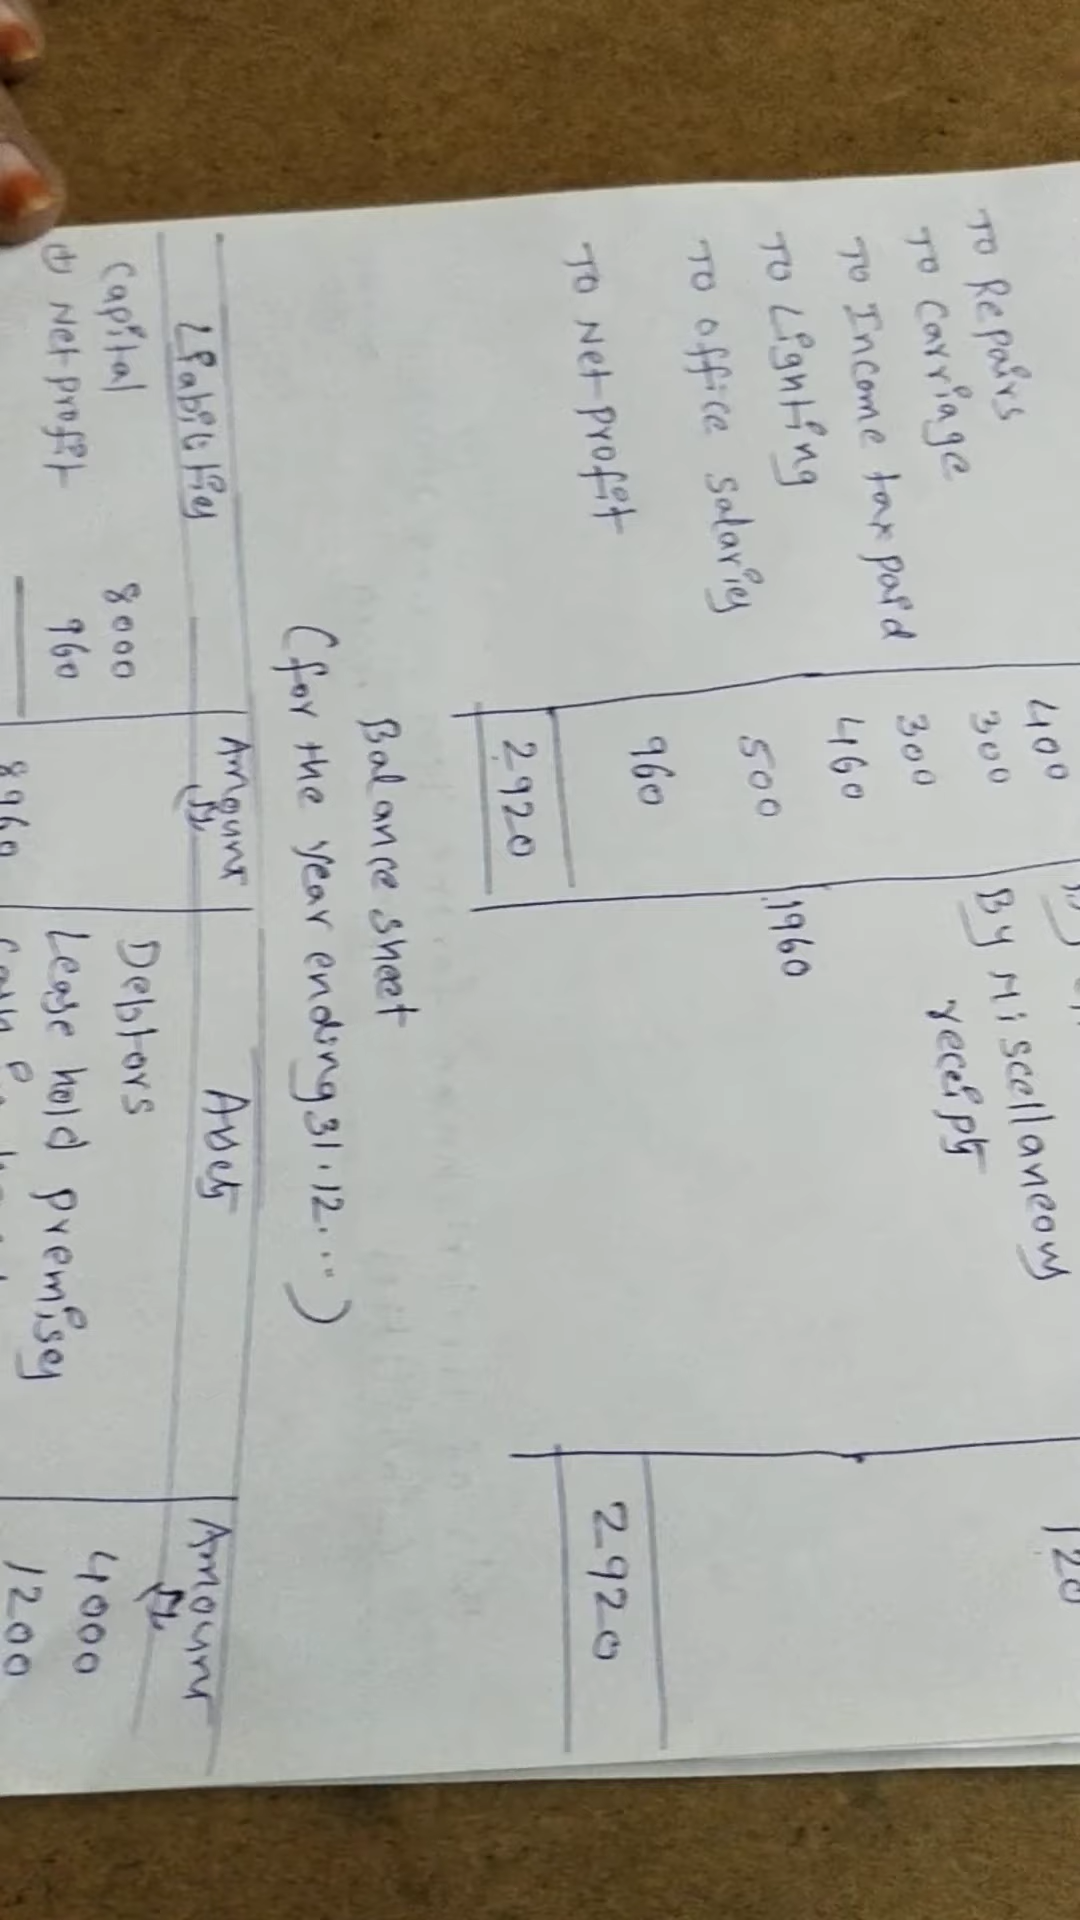 400
TO Repairs 300 By Miscellaneous 120
TO Carriage 300 receipts
TO Income tax paid 460
TO Lighting 500 1960
TO office salaries
TO Net profit 960
2920 2920
Balance sheet
(for the year ending 31.12...)
Liabilities Amount Assets Amount
Capital 8000 Debtors 4000
+ Net profit 960 8960 Lease hold premises 1200